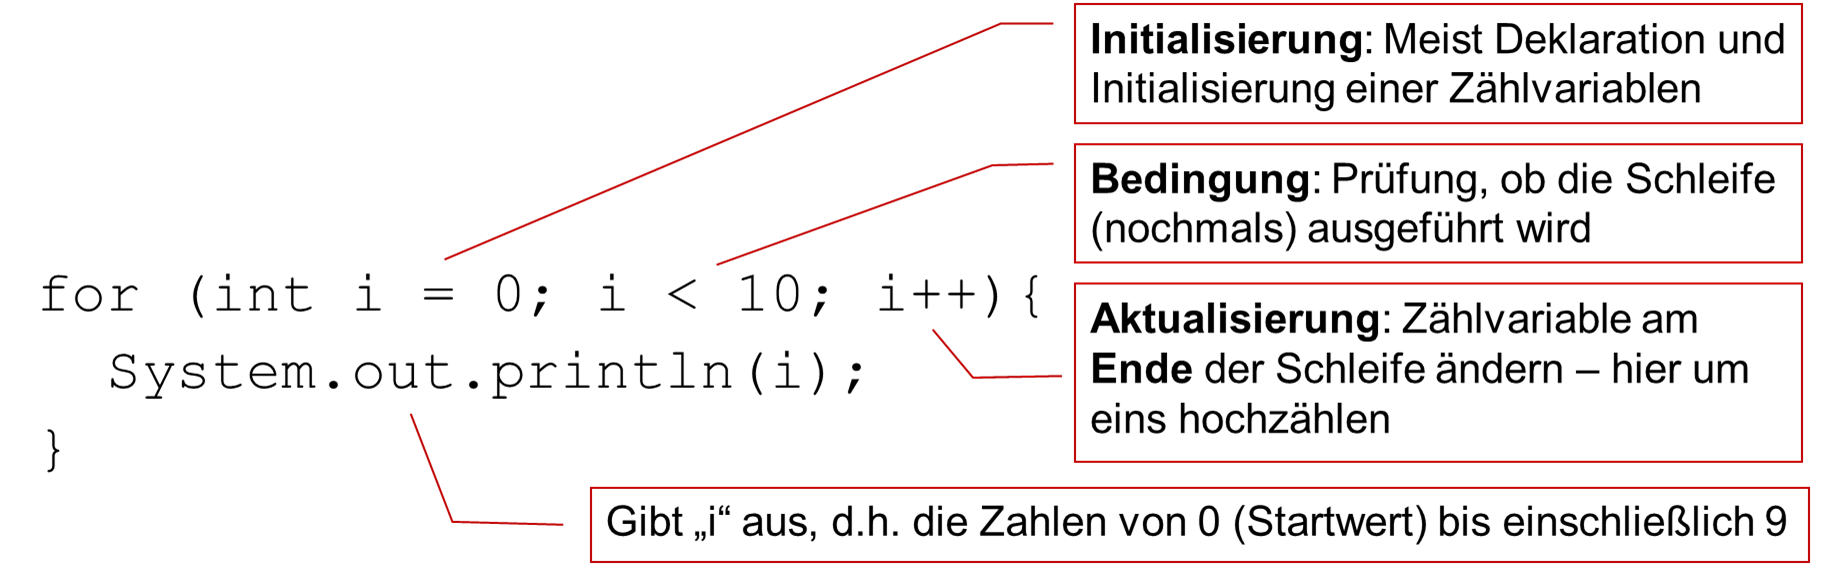 Initialisierung: Meist Deklaration und
Initialisierung einer Zählvariablen
Bedingung: Prüfung, ob die Schleife
(nochmals) ausgeführt wird
for (int i = 0; i < 10; i++){
System.out.println(i);
}
Aktualisierung: Zählvariable am
Ende der Schleife ändern – hier um
eins hochzählen
Gibt „i“ aus, d.h. die Zahlen von 0 (Startwert) bis einschließlich 9